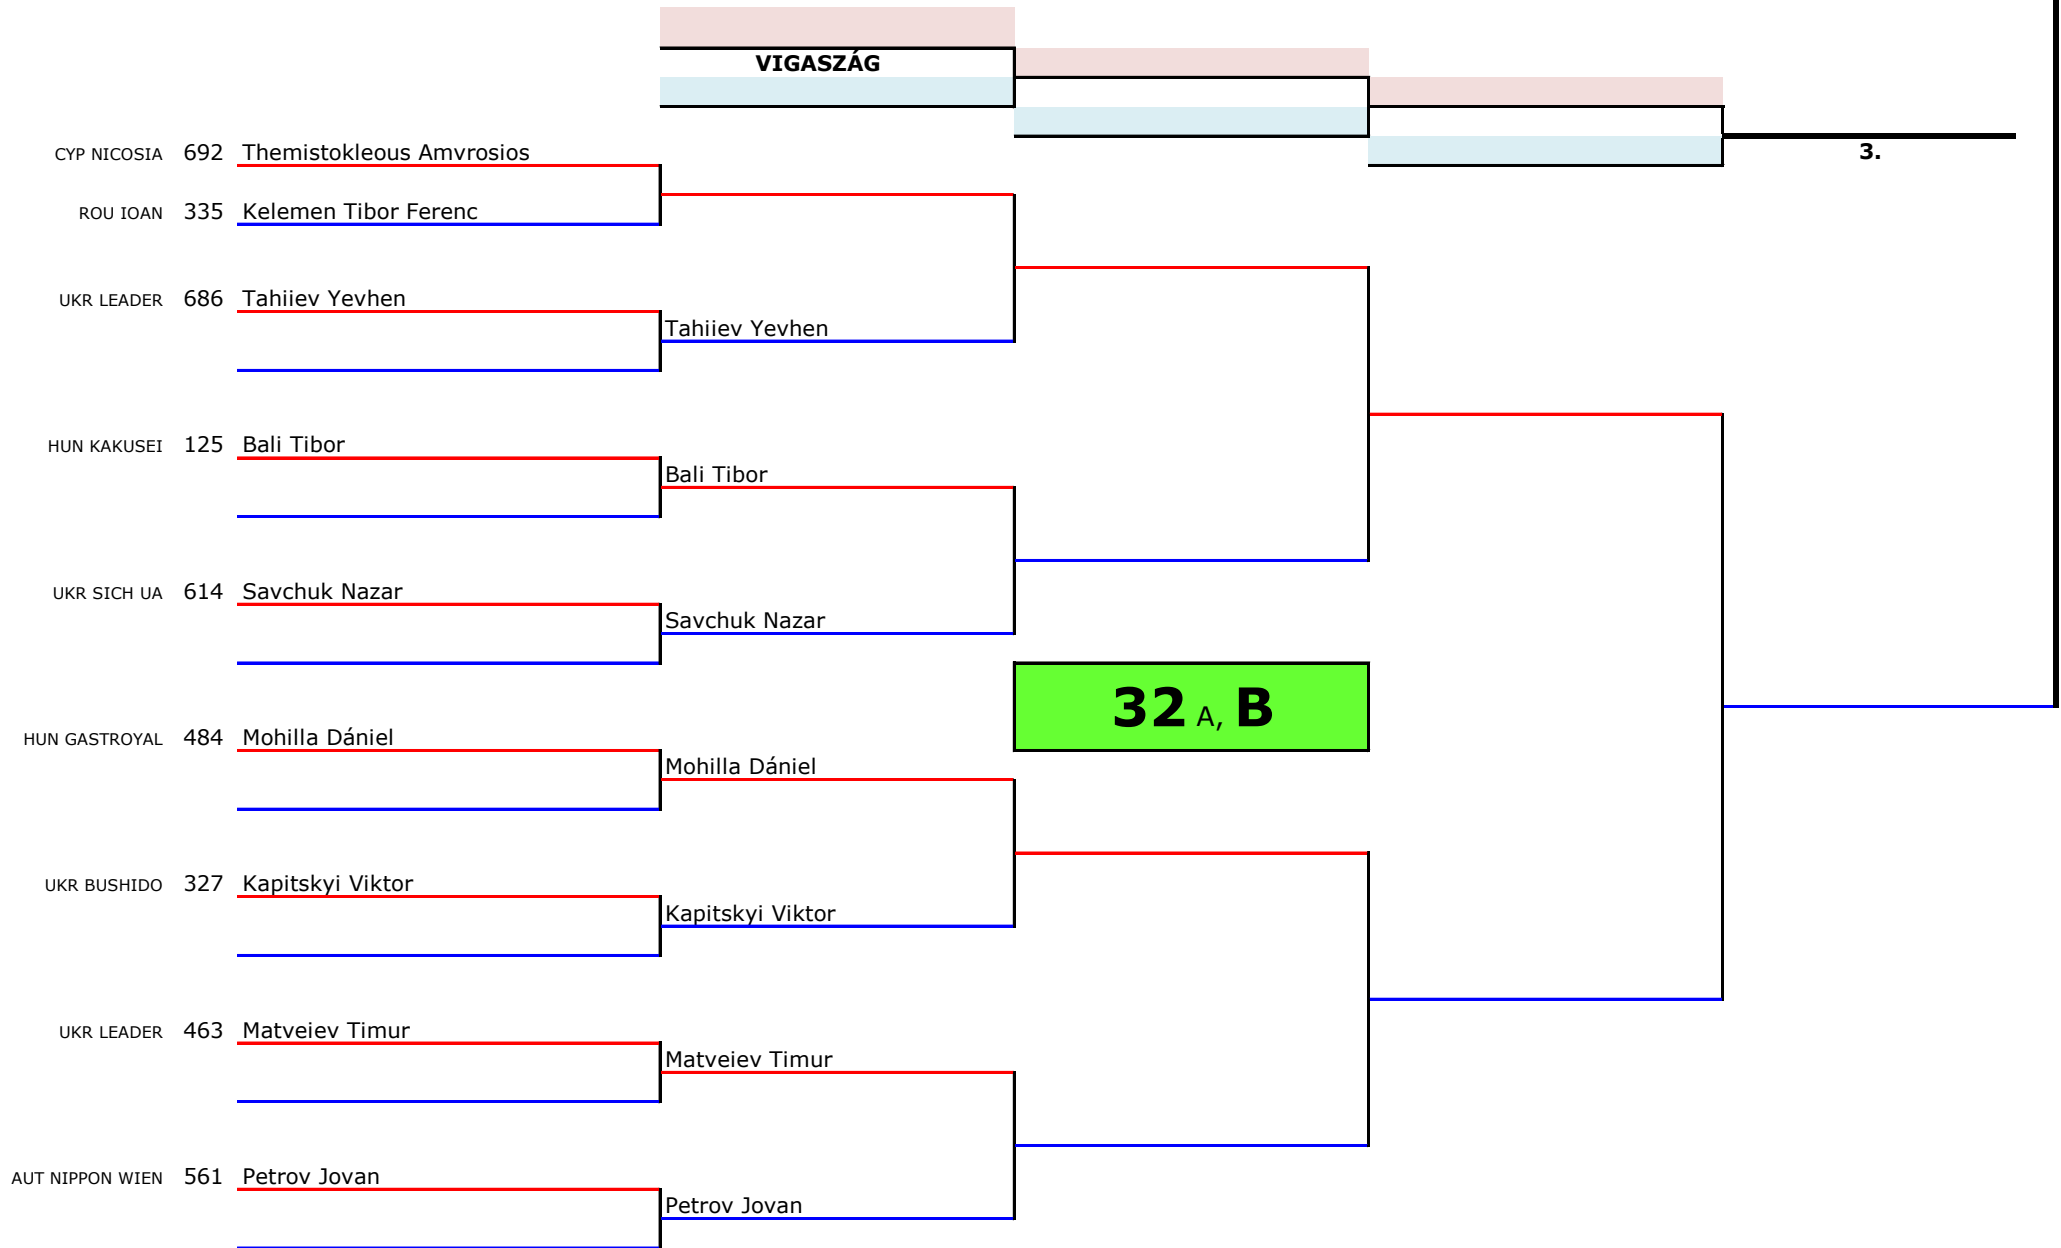 VIGASZÁG
3.
CYP NICOSIA 692 Themistokleous Amvrosios
ROU IOAN 335 Kelemen Tibor Ferenc
UKR LEADER 686 Tahiiev Yevhen
Tahiiev Yevhen
HUN KAKUSEI 125 Bali Tibor
Bali Tibor
UKR SICH UA 614 Savchuk Nazar
Savchuk Nazar
32 A, B
HUN GASTROYAL 484 Mohilla Dániel
Mohilla Dániel
UKR BUSHIDO 327 Kapitskyi Viktor
Kapitskyi Viktor
UKR LEADER 463 Matveiev Timur
Matveiev Timur
AUT NIPPON WIEN 561 Petrov Jovan
Petrov Jovan